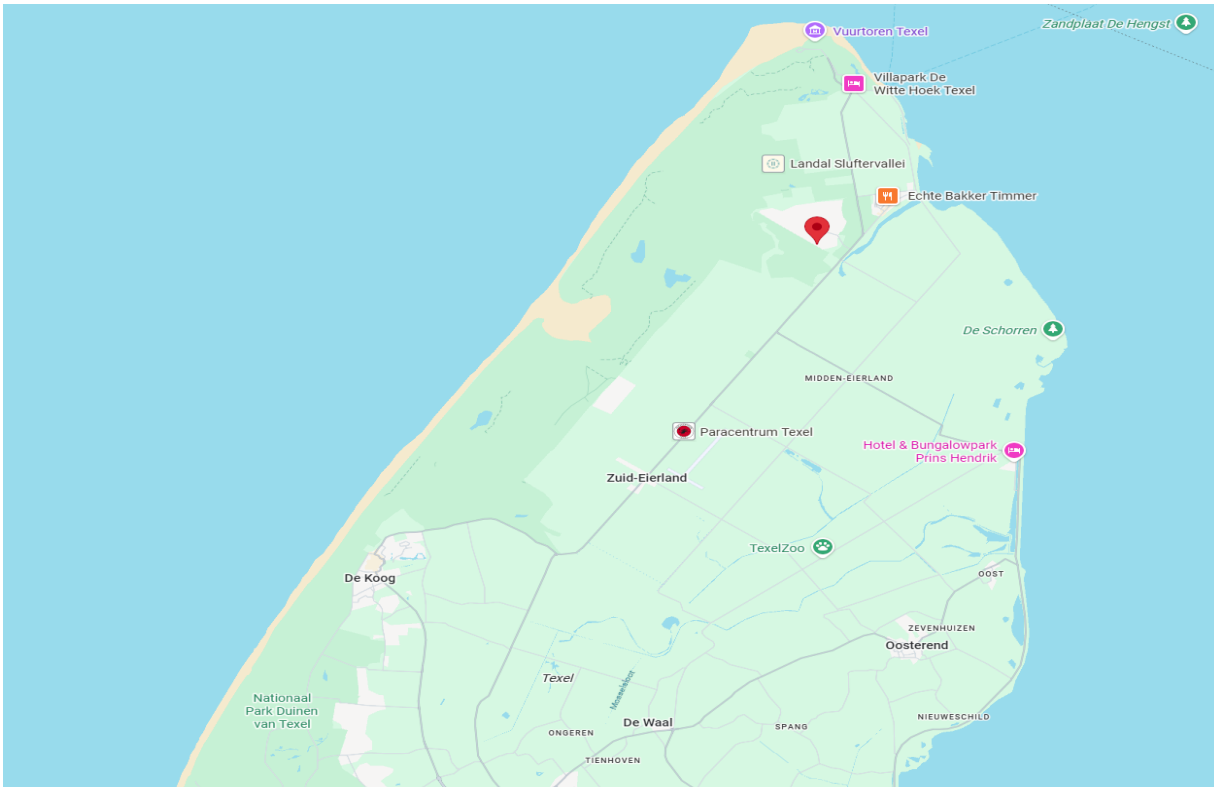 Zandplaat De Hengst
Vuurtoren Texel
Villapark De
Witte Hoek Texel
Landal Sluftervallei
Echte Bakker Timmer
De Schorren
MIDDEN-EIERLAND
Paracentrum Texel
Hotel & Bungalowpark
Prins Hendrik
Zuid-Eierland
TexelZoo
OOST
De Koog
ZEVENHUIZEN
Oosterend
Texel
Mosselsloot
Nationaal
Park Duinen
van Texel
NIEUWESCHILD
De Waal
SPANG
ONGEREN
TIENHOVEN